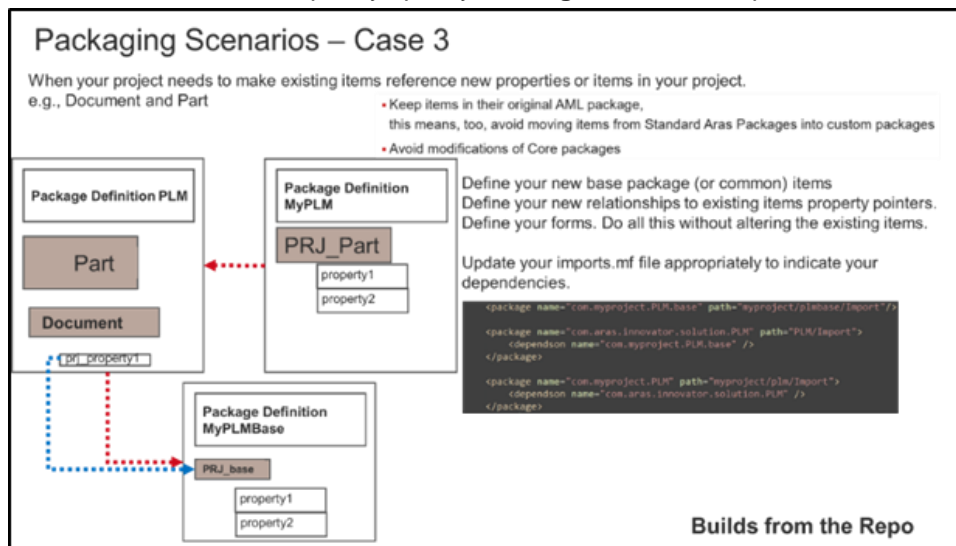 Packaging Scenarios – Case 3
When your project needs to make existing items reference new properties or items in your project.
e.g., Document and Part
• Keep items in their original AML package,
this means, too, avoid moving items from Standard Aras Packages into custom packages
• Avoid modifications of Core packages
Package Definition PLM
Part
Document
prj_property1
Package Definition
MyPLM
PRJ_Part
property1
property2
Package Definition
MyPLMBase
PRJ_base
property1
property2
Define your new base package (or common) items
Define your new relationships to existing items property pointers.
Define your forms. Do all this without altering the existing items.
Update your imports.mf file appropriately to indicate your
dependencies.
<package name="com.myproject.PLM.base" path="myproject/plmbase/Import"/>
<package name="com.aras.innovator.solution.PLM" path="PLM/Import">
<dependson name="com.myproject.PLM.base" />
</package>
<package name="com.myproject.PLM" path="myproject/plm/Import">
<dependson name="com.aras.innovator.solution.PLM" />
</package>
Builds from the Repo